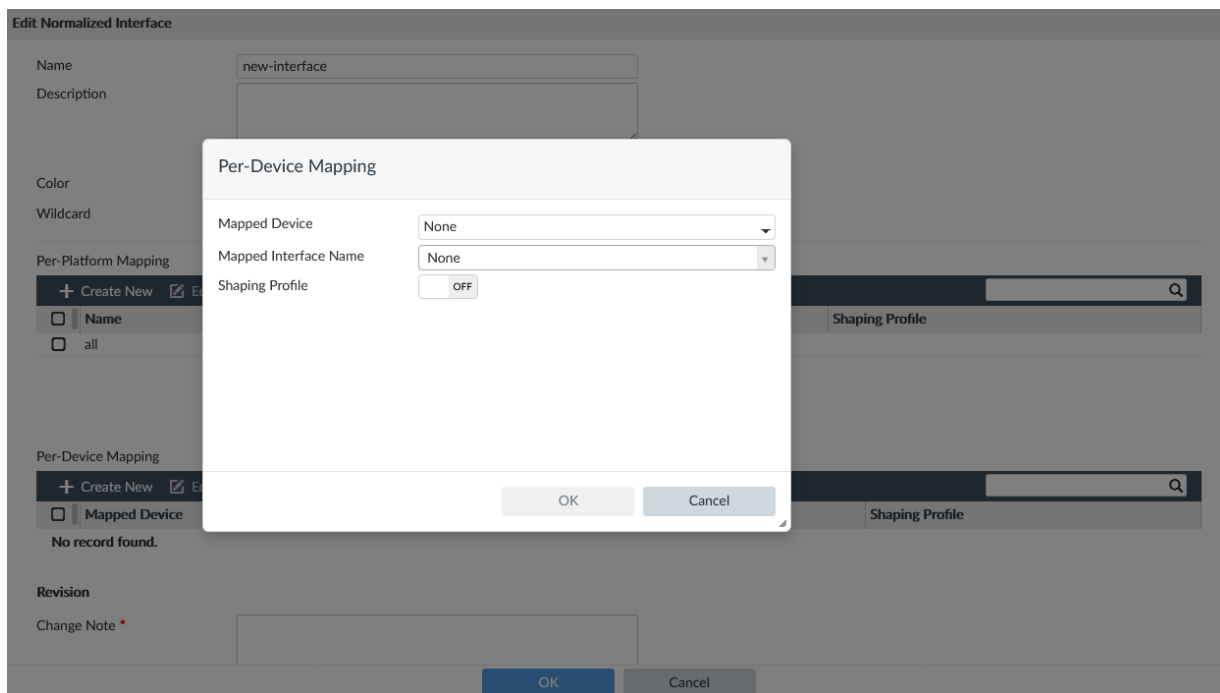 Edit Normalized Interface
Name
new-interface
Description
Per-Device Mapping
Color
Wildcard
Mapped Device
None
Mapped Interface Name
None
Shaping Profile
OFF
Per-Platform Mapping
Create New
Name
Shaping Profile
all
Per-Device Mapping
Create New
OK
Cancel
Mapped Device
Shaping Profile
No record found.
Revision
Change Note *
OK
Cancel